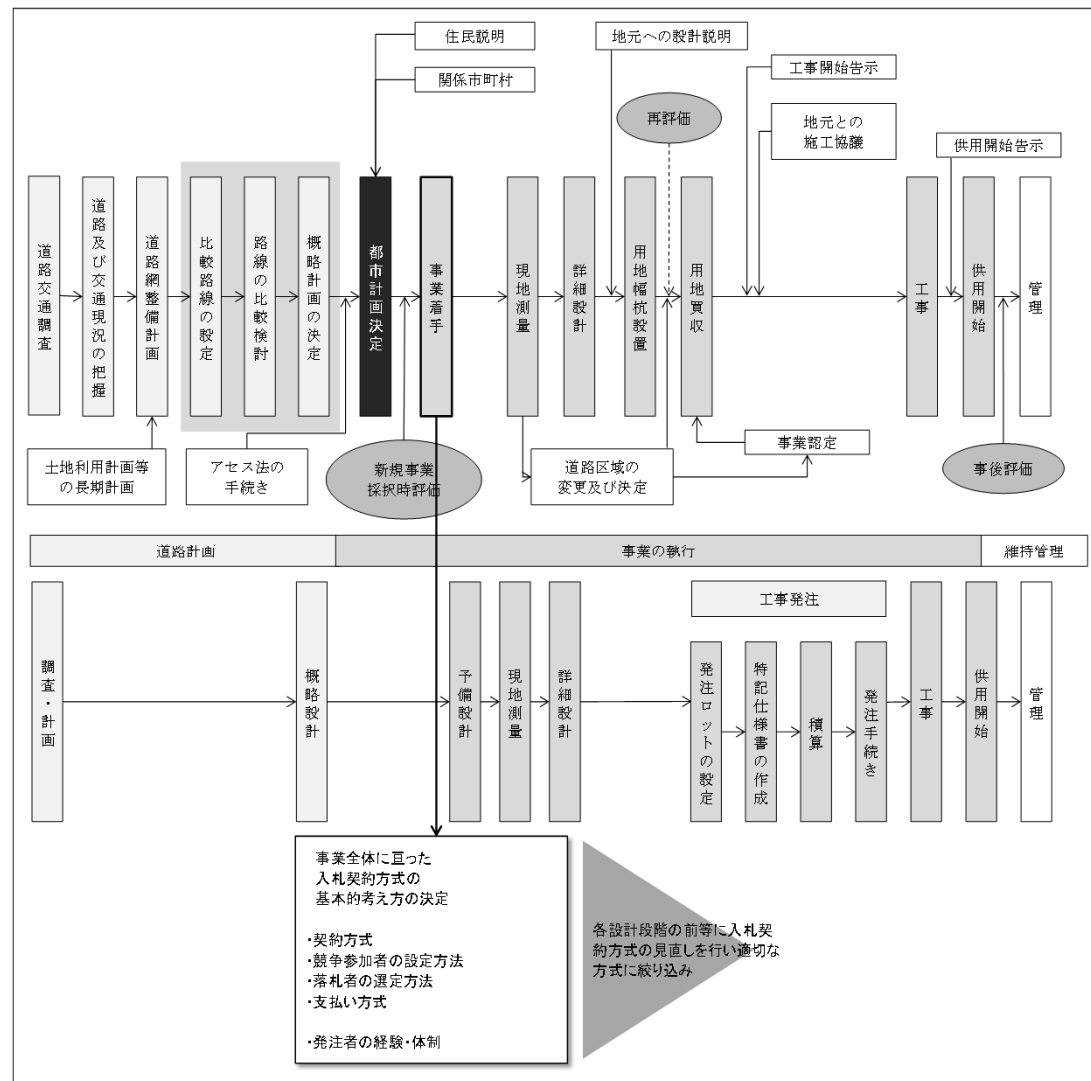 住民説明
関係市町村
地元への設計説明
再評価
工事開始告示
地元との
施工協議
供用開始告示
道路交通調査
道路及び交通現況の把握
道路網整備計画
比較路線の設定
路線の比較検討
概略計画の決定
都市計画決定
事業着手
現地測量
詳細設計
用地幅杭設置
用地買収
工事
供用開始
管理
土地利用計画等
の長期計画
アセス法の
手続き
新規事業
採択時評価
道路区域の
変更及び決定
事業認定
事後評価
道路計画
事業の執行
維持管理
調査・計画
概略設計
予備設計
現地測量
詳細設計
工事発注
発注ロットの設定
特記仕様書の作成
積算
発注手続き
工事
供用開始
管理
事業全体に亘った
入札契約方式の
基本的考え方の決定
・契約方式
・競争参加者の設定方法
・落札者の選定方法
・支払い方式
・発注者の経験・体制
各設計段階の前等に入札契
約方式の見直しを行い適切な
方式に絞り込み